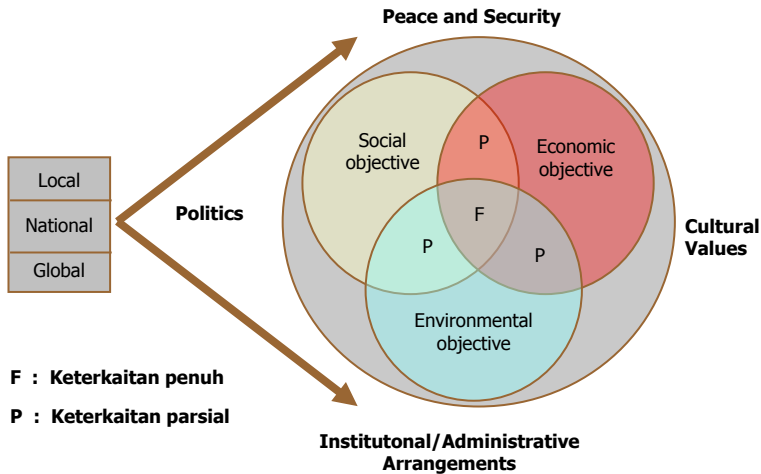 Peace and Security
Social
objective
P
Economic
objective
Local
National
Global
Politics
F
P
P
Cultural
Values
Environmental
objective
F : Keterkaitan penuh
P : Keterkaitan parsial
Institutonal/Administrative
Arrangements